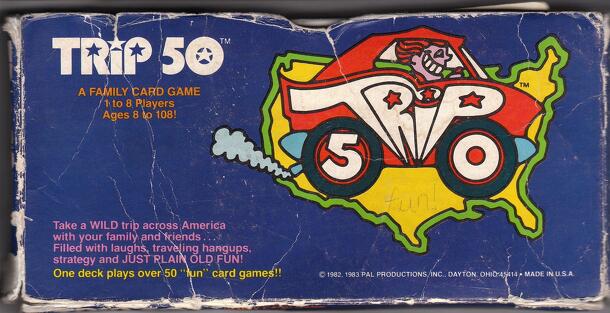 TRIP 50™
A FAMILY CARD GAME
1 to 8 Players
Ages 8 to 108!
TRIP ™
5 0
fun!
Take a WILD trip across America
with your family and friends . . .
Filled with laughs, traveling hangups,
strategy and JUST PLAIN OLD FUN!
One deck plays over 50 "fun" card games!!
© 1982, 1983 PAL PRODUCTIONS, INC., DAYTON, OHIO 45414 • MADE IN U.S.A.